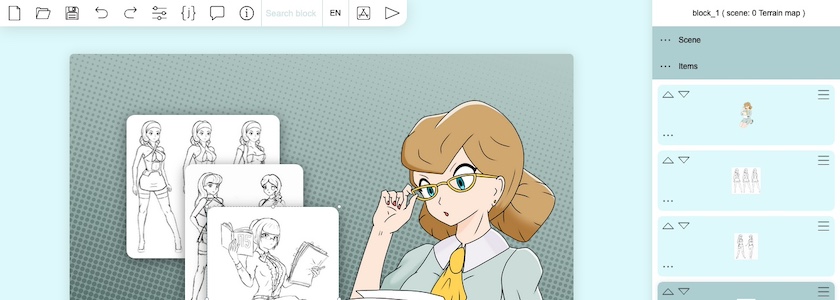 {j}
Search block
EN
block_1 ( scene: 0 Terrain map )
Scene
Items